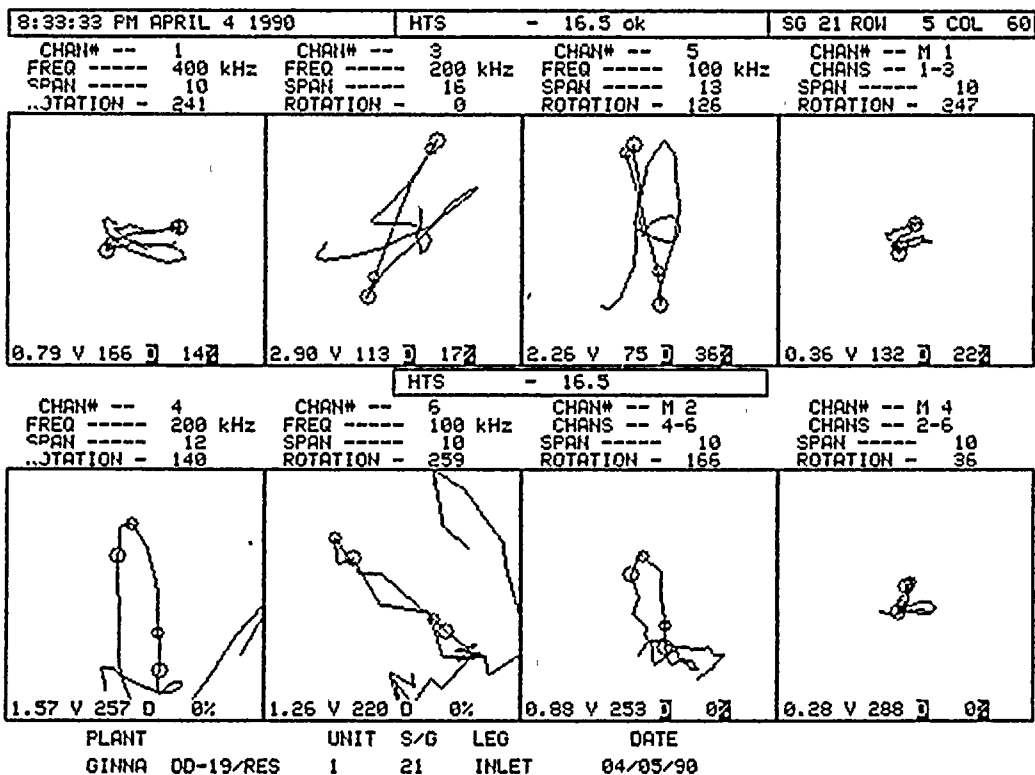 8:33:33 PM APRIL 4 1990 HTS - 16.5 ok SG 21 ROW 5 COL 60
CHAN# -- 1 CHAN# -- 3 CHAN# -- 5 CHAN# -- M 1
FREQ ----- 400 kHz FREQ ----- 200 kHz FREQ ----- 100 kHz CHANS -- 1-3
SPAN ----- 10 SPAN ----- 16 SPAN ----- 13 SPAN ----- 10
..OTATION - 241 ROTATION - 0 ROTATION - 126 ROTATION - 247
0.79 V 166 D 14% 2.90 V 113 D 17% 2.26 V 75 D 36% 0.36 V 132 D 22%
HTS - 16.5
CHAN# -- 4 CHAN# -- 6 CHAN# -- M 2 CHAN# -- M 4
FREQ ----- 200 kHz FREQ ----- 100 kHz CHANS -- 4-6 CHANS -- 2-6
SPAN ----- 12 SPAN ----- 10 SPAN ----- 10 SPAN ----- 10
..OTATION - 140 ROTATION - 259 ROTATION - 166 ROTATION - 36
1.57 V 257 D 0% 1.26 V 220 D 0% 0.88 V 253 D 0% 0.28 V 288 D 0%
PLANT UNIT S/G LEG DATE
GINNA OD-19/RES 1 21 INLET 04/05/90